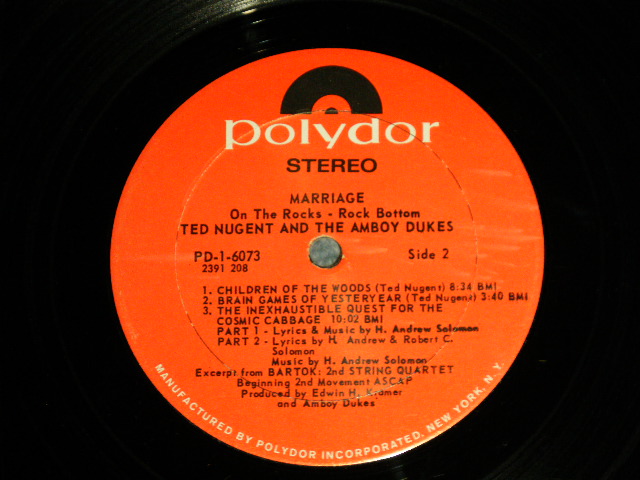 polydor
STEREO
MARRIAGE
On The Rocks - Rock Bottom
TED NUGENT AND THE AMBOY DUKES
PD-1-6073 Side 2
2391 208
1. CHILDREN OF THE WOODS (Ted Nugent) 8:34 BMI
2. BRAIN GAMES OF YESTERYEAR (Ted Nugent) 3:40 BMI
3. THE INEXHAUSTIBLE QUEST FOR THE
COSMIC CABBAGE 10:02 BMI
PART 1 - Lyrics & Music by H. Andrew Solomon
PART 2 - Lyrics by H. Andrew & Robert C.
Solomon
Music by H. Andrew Solomon
Excerpt from BARTOK: 2nd STRING QUARTET
Beginning 2nd Movement ASCAP
Produced by Edwin H. Kramer
and Amboy Dukes
MANUFACTURED BY POLYDOR INCORPORATED, NEW YORK, N.Y.